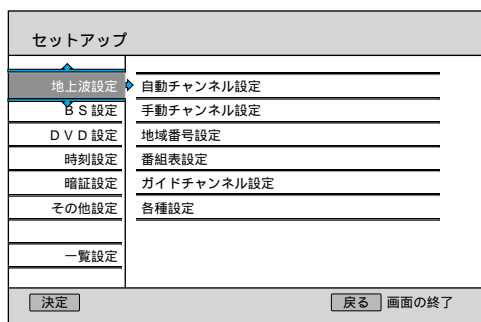 セットアップ
地上波設定
自動チャンネル設定
ＢＳ設定
手動チャンネル設定
ＤＶＤ設定
地域番号設定
時刻設定
番組表設定
暗証設定
ガイドチャンネル設定
その他設定
各種設定
一覧設定
決定
戻る 画面の終了